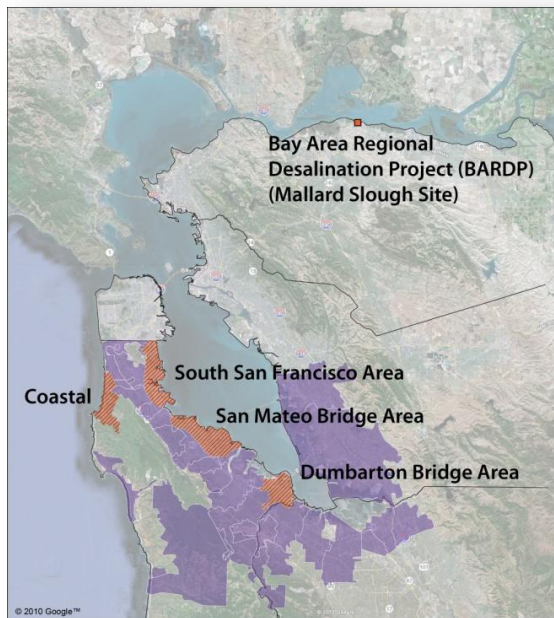 Bay Area Regional
Desalination Project (BARDP)
(Mallard Slough Site)
South San Francisco Area
Coastal
San Mateo Bridge Area
Dumbarton Bridge Area
© 2010 Google™